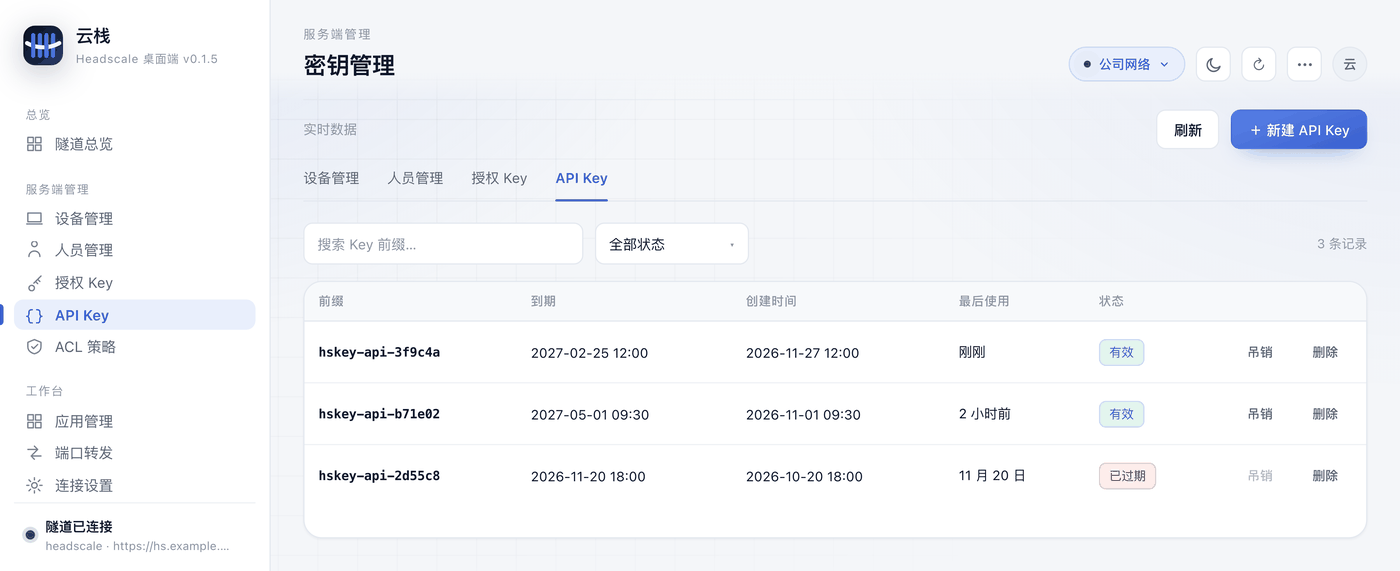 云栈
Headscale 桌面端 v0.1.5
总览
隧道总览
服务端管理
设备管理
人员管理
授权 Key
{} API Key
ACL 策略
工作台
应用管理
端口转发
连接设置
隧道已连接
headscale · https://hs.example....
服务端管理
密钥管理
公司网络
云
实时数据
刷新
+ 新建 API Key
设备管理 人员管理 授权 Key API Key
搜索 Key 前缀...
全部状态
3 条记录
前缀 到期 创建时间 最后使用 状态
hskey-api-3f9c4a 2027-02-25 12:00 2026-11-27 12:00 刚刚 有效 吊销 删除
hskey-api-b71e02 2027-05-01 09:30 2026-11-01 09:30 2 小时前 有效 吊销 删除
hskey-api-2d55c8 2026-11-20 18:00 2026-10-20 18:00 11 月 20 日 已过期 吊销 删除